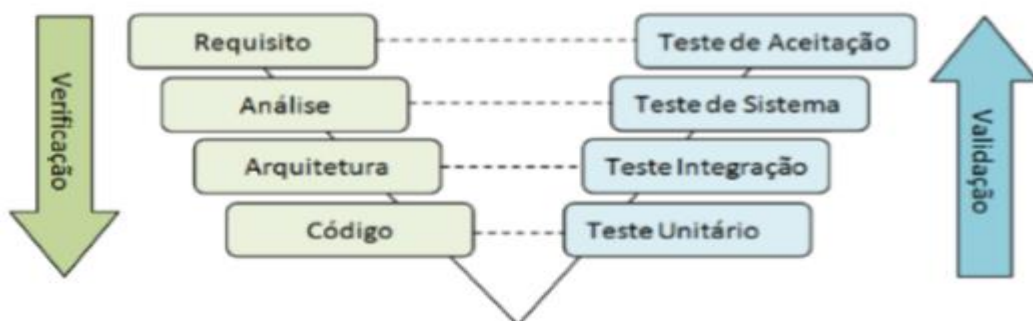 Verificação
Requisito
Teste de Aceitação
Análise
Teste de Sistema
Arquitetura
Teste Integração
Código
Teste Unitário
Validação